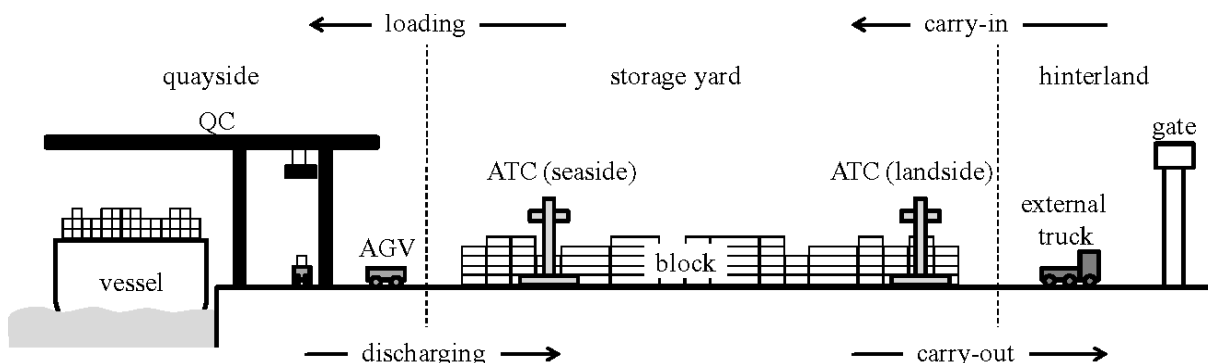 loading
carry-in
quayside
storage yard
hinterland
QC
gate
ATC (seaside)
ATC (landside)
external
truck
AGV
block
vessel
discharging
carry-out